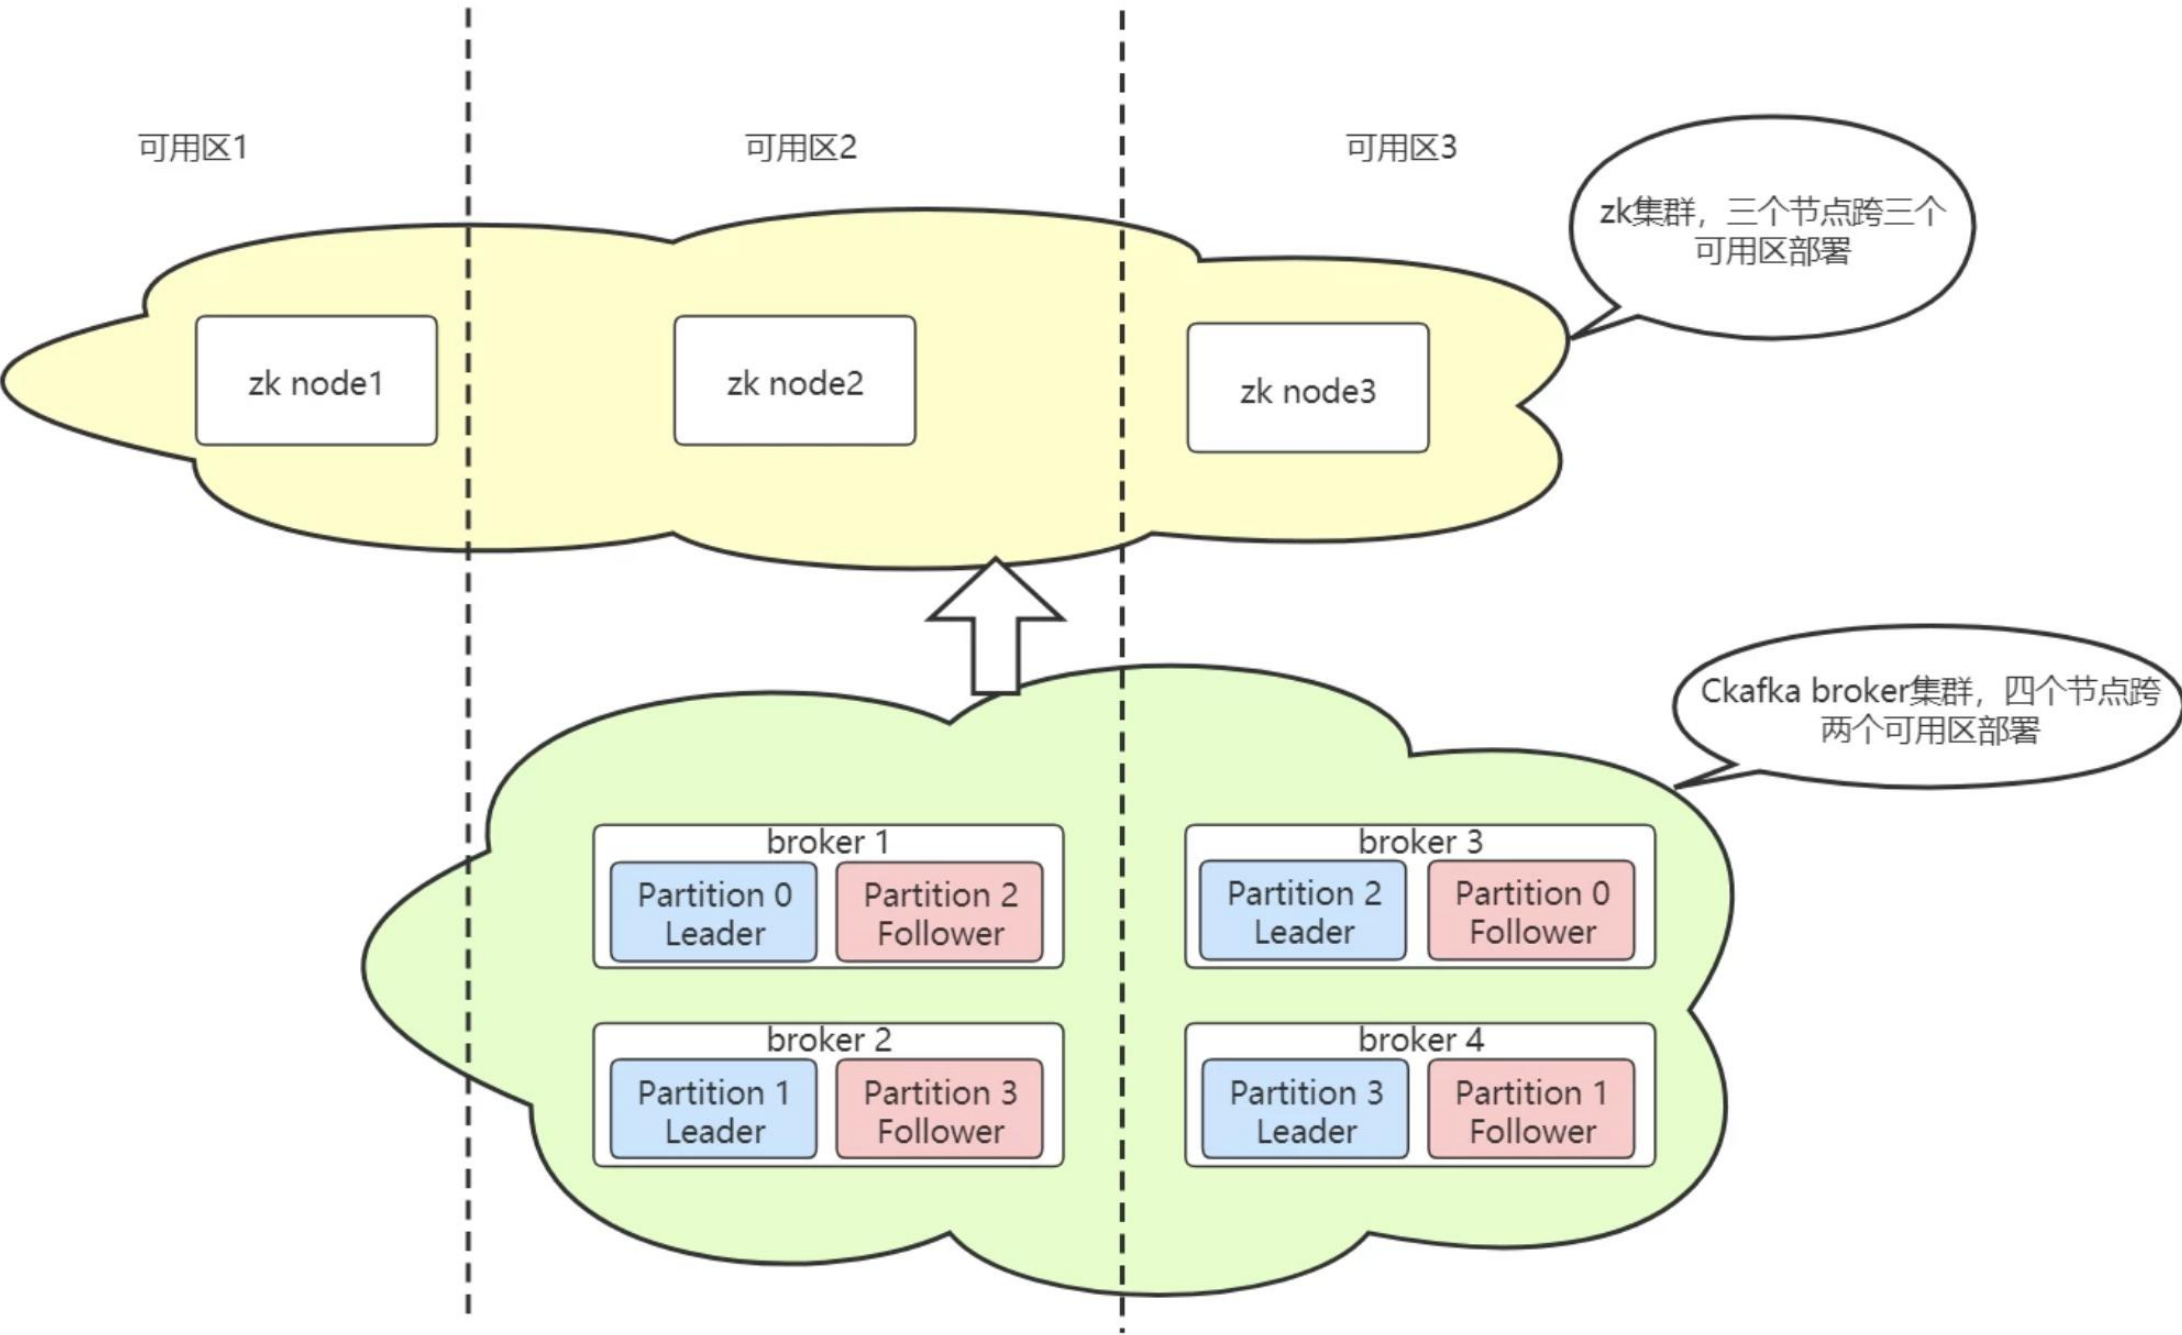 可用区1
可用区2
可用区3
zk集群，三个节点跨三个
可用区部署
zk node1
zk node2
zk node3
Ckafka broker集群，四个节点跨
两个可用区部署
broker 1
Partition 0
Leader
Partition 2
Follower
broker 3
Partition 2
Leader
Partition 0
Follower
broker 2
Partition 1
Leader
Partition 3
Follower
broker 4
Partition 3
Leader
Partition 1
Follower